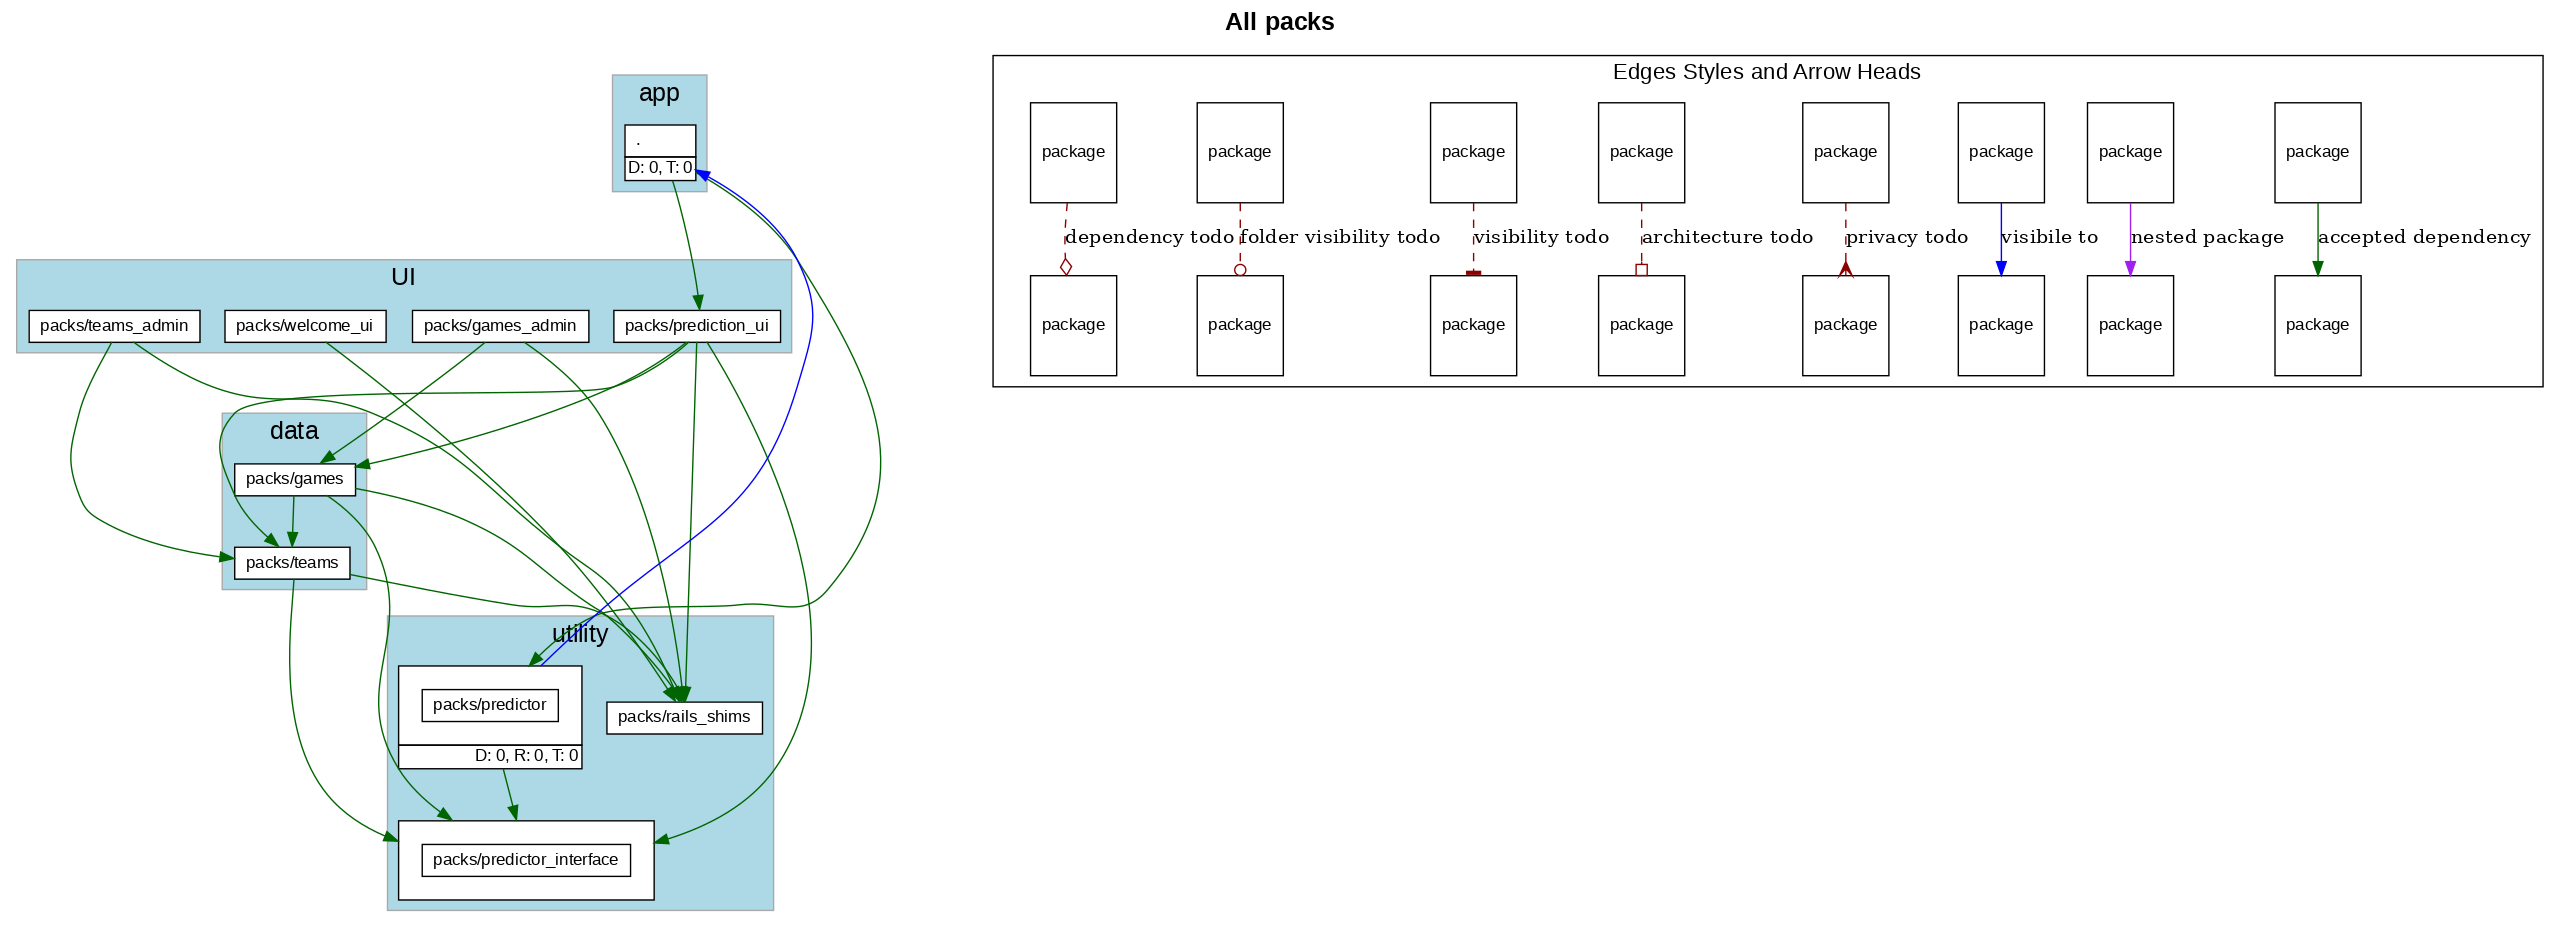 All packs
app
.
D: 0, T: 0
UI
packs/teams_admin
packs/welcome_ui
packs/games_admin
packs/prediction_ui
data
packs/games
packs/teams
utility
packs/predictor
D: 0, R: 0, T: 0
packs/rails_shims
packs/predictor_interface
Edges Styles and Arrow Heads
package
package
package
package
package
package
package
package
dependency todo
folder visibility todo
visibility todo
architecture todo
privacy todo
visibile to
nested package
accepted dependency
package
package
package
package
package
package
package
package